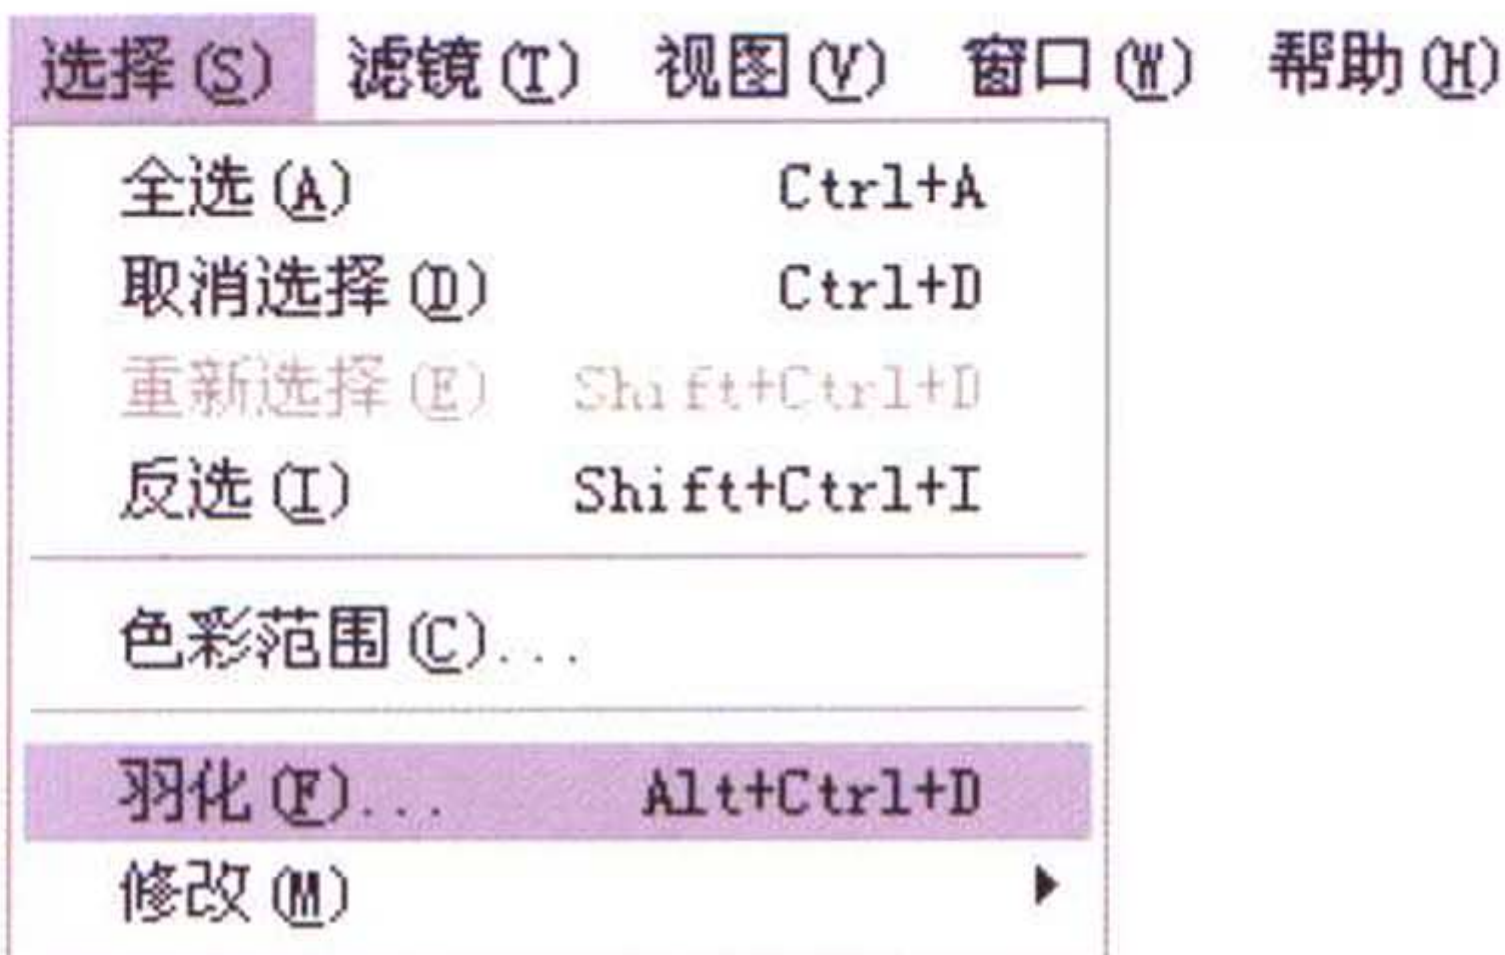 选择(S) 滤镜(T) 视图(V) 窗口(W) 帮助(H)
全选(A) Ctrl+A
取消选择(D) Ctrl+D
重新选择(E) Shift+Ctrl+D
反选(I) Shift+Ctrl+I
色彩范围(C)...
羽化(F)... Alt+Ctrl+D
修改(M)